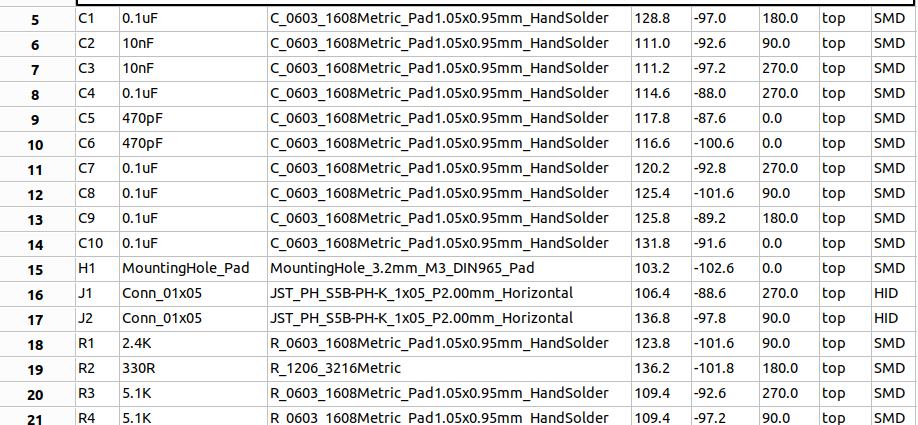 5 C1 0.1uF C_0603_1608Metric_Pad1.05x0.95mm_HandSolder 128.8 -97.0 180.0 top SMD
6 C2 10nF C_0603_1608Metric_Pad1.05x0.95mm_HandSolder 111.0 -92.6 90.0 top SMD
7 C3 10nF C_0603_1608Metric_Pad1.05x0.95mm_HandSolder 111.2 -97.2 270.0 top SMD
8 C4 0.1uF C_0603_1608Metric_Pad1.05x0.95mm_HandSolder 114.6 -88.0 270.0 top SMD
9 C5 470pF C_0603_1608Metric_Pad1.05x0.95mm_HandSolder 117.8 -87.6 0.0 top SMD
10 C6 470pF C_0603_1608Metric_Pad1.05x0.95mm_HandSolder 116.6 -100.6 0.0 top SMD
11 C7 0.1uF C_0603_1608Metric_Pad1.05x0.95mm_HandSolder 120.2 -92.8 270.0 top SMD
12 C8 0.1uF C_0603_1608Metric_Pad1.05x0.95mm_HandSolder 125.4 -101.6 90.0 top SMD
13 C9 0.1uF C_0603_1608Metric_Pad1.05x0.95mm_HandSolder 125.8 -89.2 180.0 top SMD
14 C10 0.1uF C_0603_1608Metric_Pad1.05x0.95mm_HandSolder 131.8 -91.6 0.0 top SMD
15 H1 MountingHole_Pad MountingHole_3.2mm_M3_DIN965_Pad 103.2 -102.6 0.0 top SMD
16 J1 Conn_01x05 JST_PH_S5B-PH-K_1x05_P2.00mm_Horizontal 106.4 -88.6 270.0 top HID
17 J2 Conn_01x05 JST_PH_S5B-PH-K_1x05_P2.00mm_Horizontal 136.8 -97.8 90.0 top HID
18 R1 2.4K R_0603_1608Metric_Pad1.05x0.95mm_HandSolder 123.8 -101.6 90.0 top SMD
19 R2 330R R_1206_3216Metric 136.2 -101.8 180.0 top SMD
20 R3 5.1K R_0603_1608Metric_Pad1.05x0.95mm_HandSolder 109.4 -92.6 270.0 top SMD
21 R4 5.1K R_0603_1608Metric_Pad1.05x0.95mm_HandSolder 109.4 -97.2 90.0 top SMD